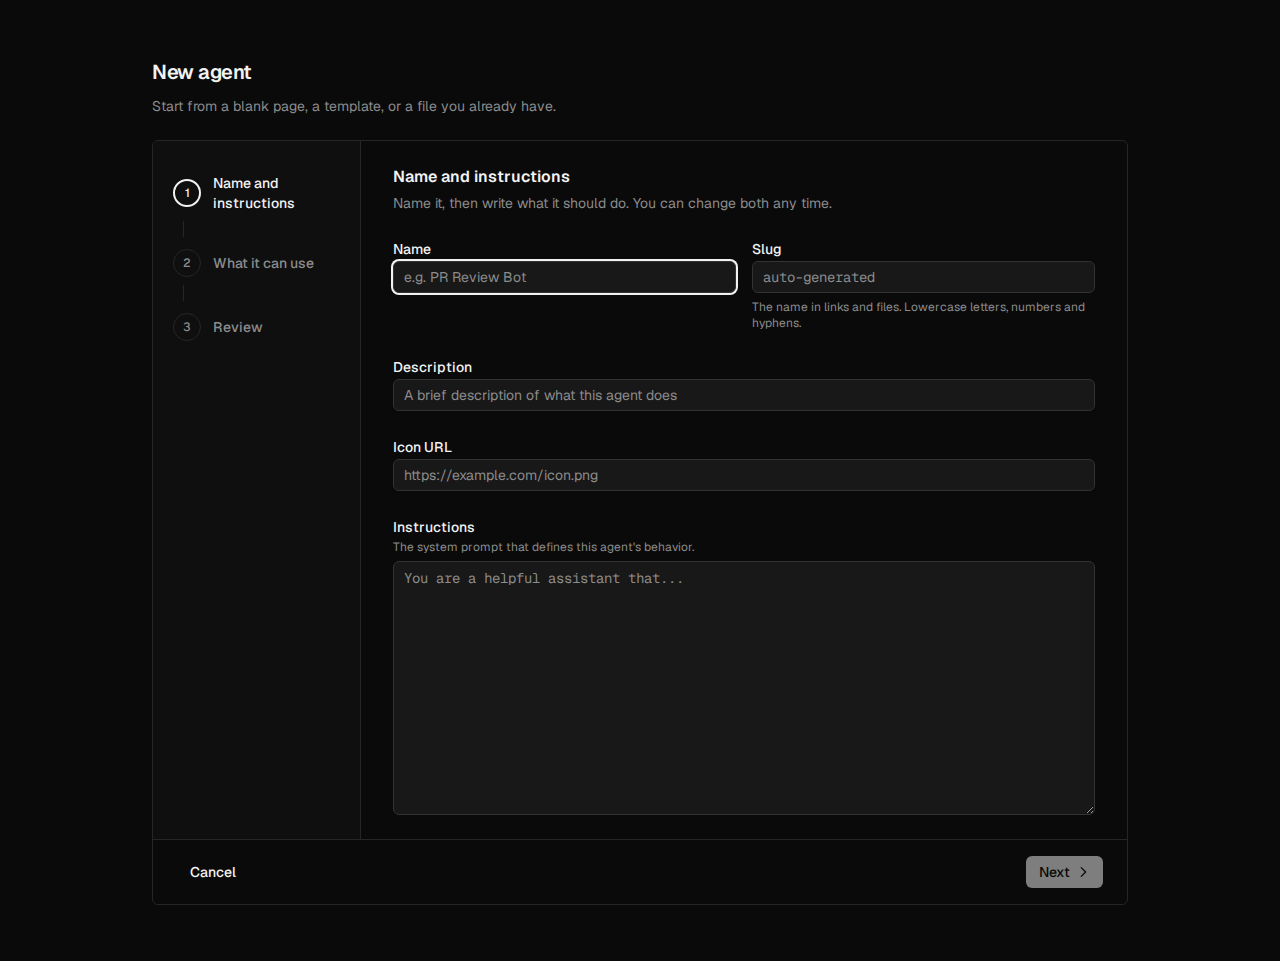 New agent
Start from a blank page, a template, or a file you already have.
1
Name and
instructions
2
What it can use
3
Review
Name and instructions
Name it, then write what it should do. You can change both any time.
Name
e.g. PR Review Bot
Slug
auto-generated
The name in links and files. Lowercase letters, numbers and
hyphens.
Description
A brief description of what this agent does
Icon URL
https://example.com/icon.png
Instructions
The system prompt that defines this agent's behavior.
You are a helpful assistant that...
Cancel
Next